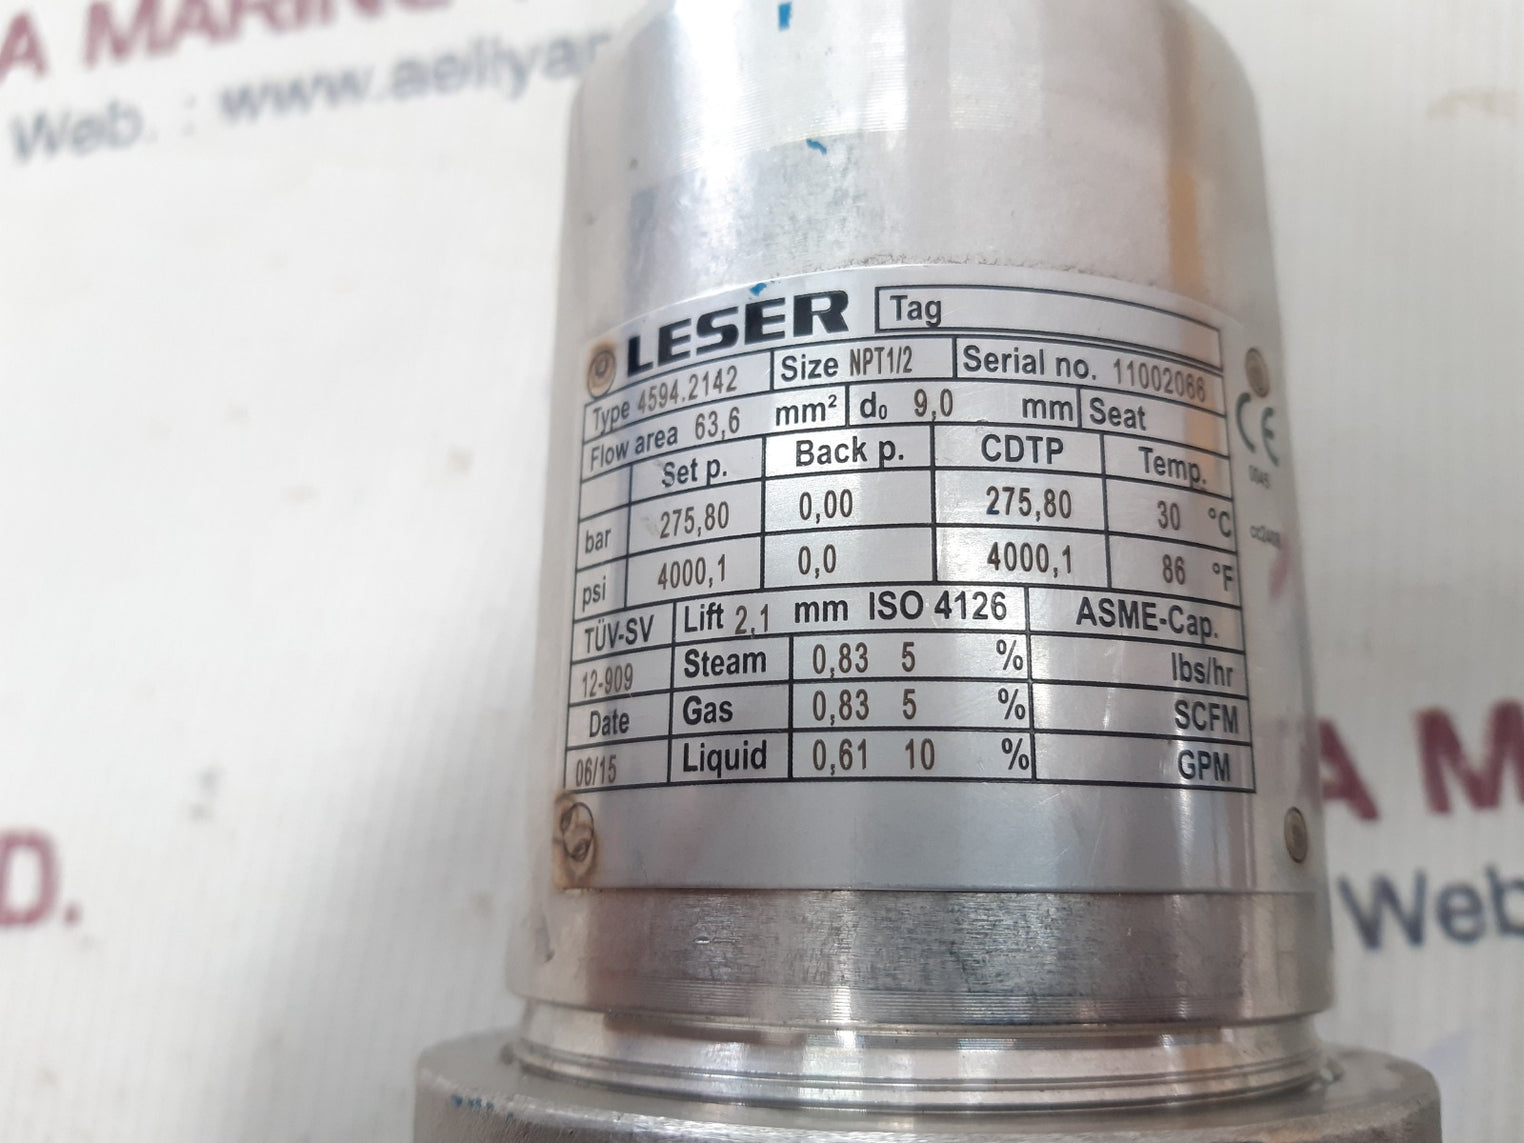 A MARINE
Web. : www.aeliyar
LESER Tag
Type 4594.2142 Size NPT1/2 Serial no. 11002066
Flow area 63,6 mm² d₀ 9,0 mm Seat
CE
0045
Set p. Back p. CDTP Temp.
bar 275,80 0,00 275,80 30 °C
psi 4000,1 0,0 4000,1 86 °F
TÜV-SV Lift 2,1 mm ISO 4126 ASME-Cap.
12-909 Steam 0,83 5 % lbs/hr
Date Gas 0,83 5 % SCFM
06/15 Liquid 0,61 10 % GPM
A M
D.
Web